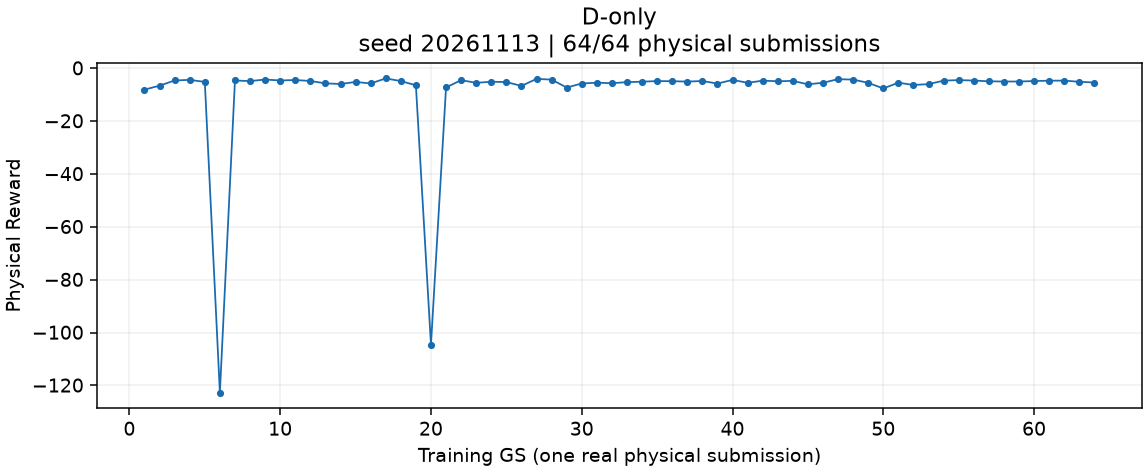 D-only
seed 20261113 | 64/64 physical submissions
Physical Reward
0
−20
−40
−60
−80
−100
−120
0 10 20 30 40 50 60
Training GS (one real physical submission)